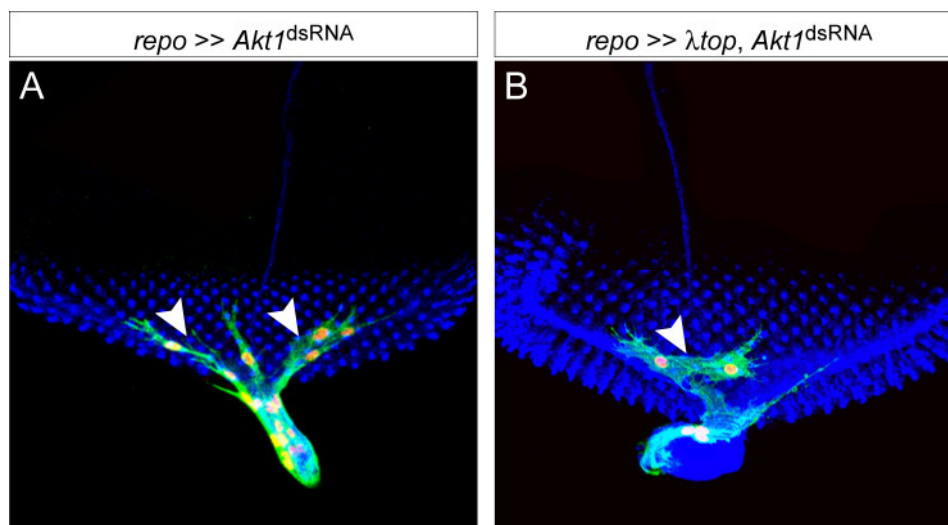 repo >> Akt1dsRNA
repo >> λtop, Akt1dsRNA
A
B